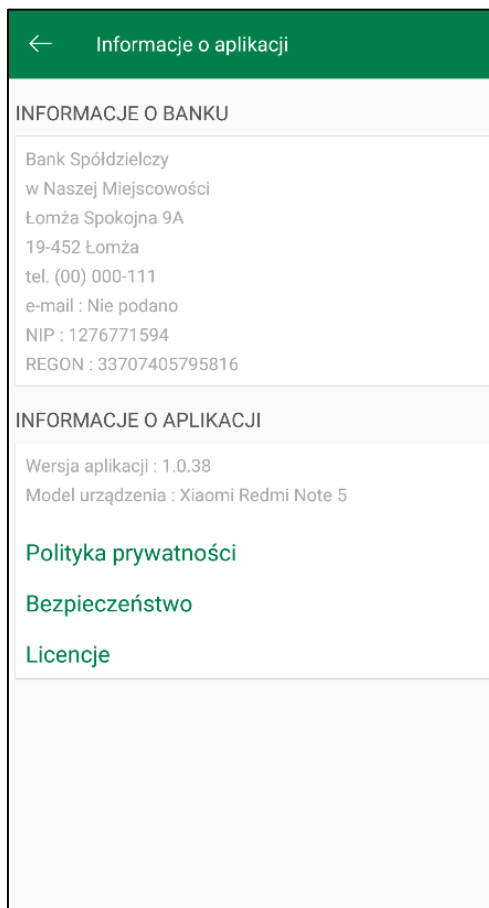 Informacje o aplikacji
INFORMACJE O BANKU
Bank Spółdzielczy
w Naszej Miejscowości
Łomża Spokojna 9A
19-452 Łomża
tel. (00) 000-111
e-mail : Nie podano
NIP : 1276771594
REGON : 33707405795816
INFORMACJE O APLIKACJI
Wersja aplikacji : 1.0.38
Model urządzenia : Xiaomi Redmi Note 5
Polityka prywatności
Bezpieczeństwo
Licencje